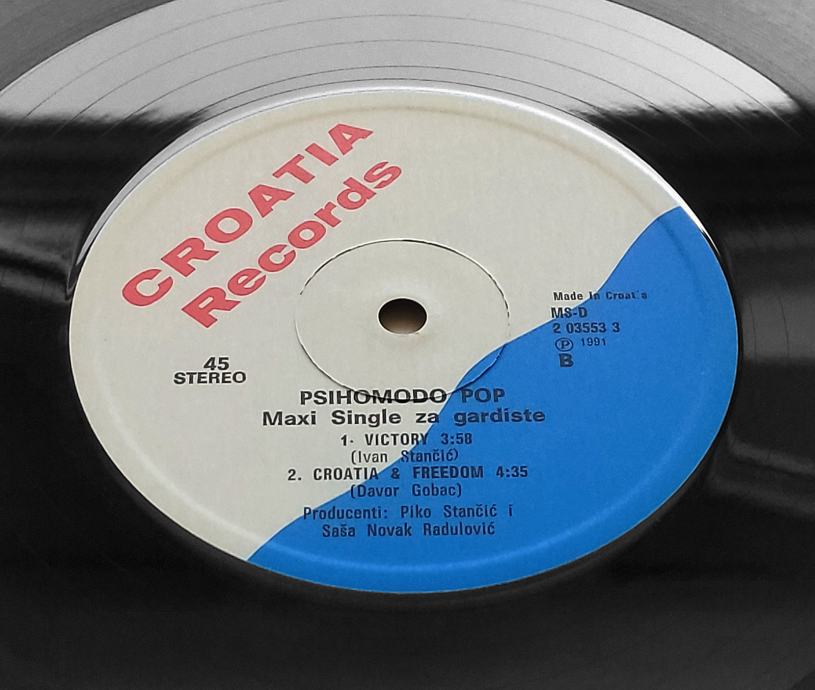 CROATIA
Records
45
STEREO
Made In Croatia
MS-D
2 03553 3
Ⓟ 1991
B
PSIHOMODO POP
Maxi Single za gardiste
1. VICTORY 3:58
(Ivan Stančić)
2. CROATIA & FREEDOM 4:35
(Davor Gobac)
Producenti: Piko Stančić i
Saša Novak Radulović